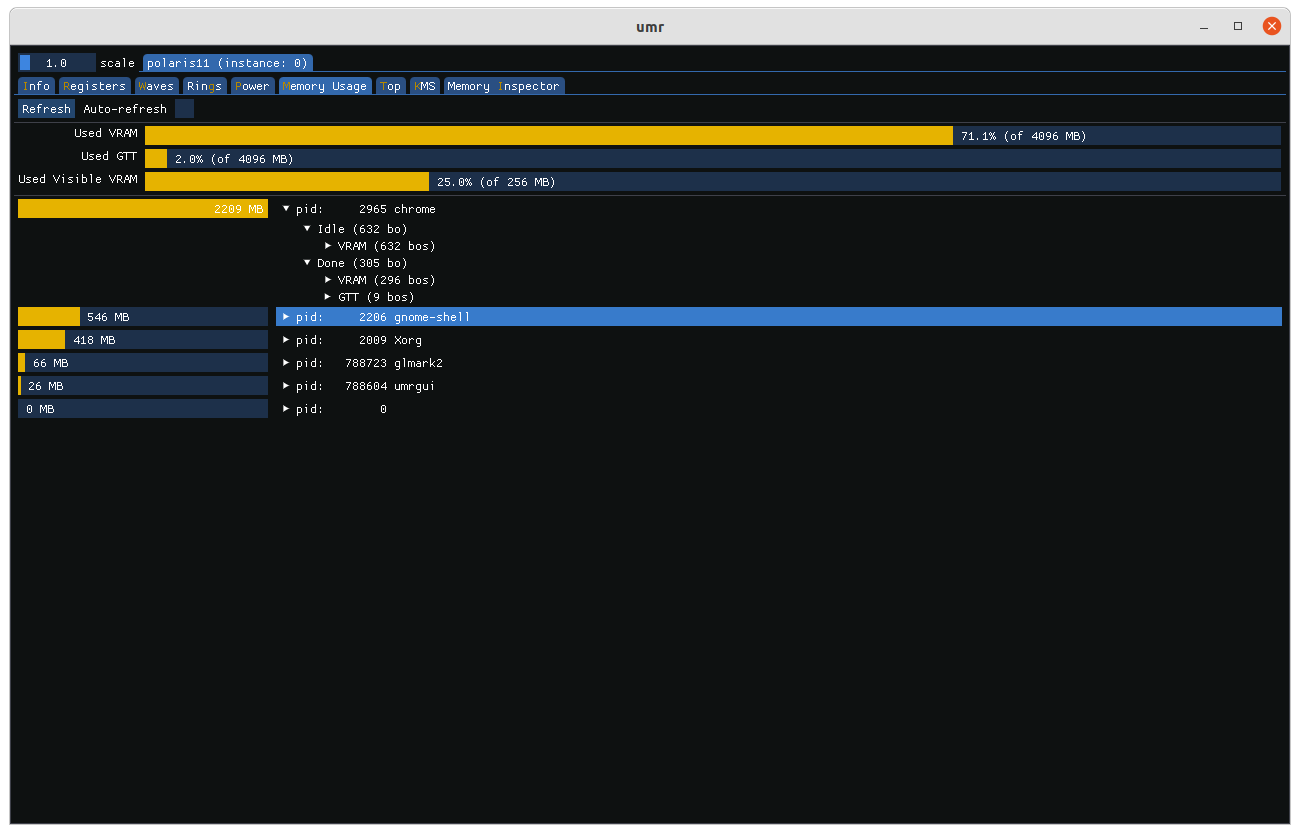 umr
1.0 scale polaris11 (instance: 0)
Info Registers Waves Rings Power Memory Usage Top KMS Memory Inspector
Refresh Auto-refresh
Used VRAM 71.1% (of 4096 MB)
Used GTT 2.0% (of 4096 MB)
Used Visible VRAM 25.0% (of 256 MB)
2209 MB pid: 2965 chrome
Idle (632 bo)
VRAM (632 bos)
Done (305 bo)
VRAM (296 bos)
GTT (9 bos)
546 MB pid: 2206 gnome-shell
418 MB pid: 2009 Xorg
66 MB pid: 788723 glmark2
26 MB pid: 788604 umrgui
0 MB pid: 0